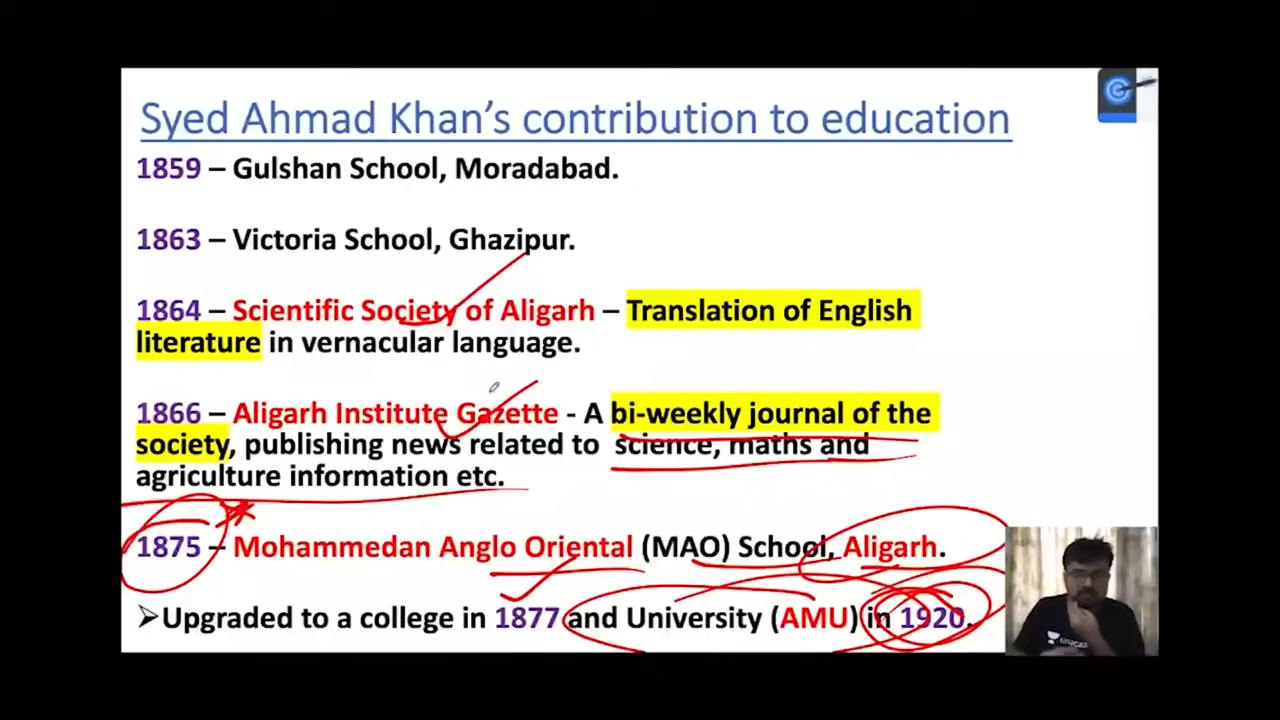 Syed Ahmad Khan's contribution to education
1859 – Gulshan School, Moradabad.
1863 – Victoria School, Ghazipur.
1864 – Scientific Society of Aligarh – Translation of English
literature in vernacular language.
1866 – Aligarh Institute Gazette - A bi-weekly journal of the
society, publishing news related to science, maths and
agriculture information etc.
1875 – Mohammedan Anglo Oriental (MAO) School, Aligarh.
➢Upgraded to a college in 1877 and University (AMU) in 1920.